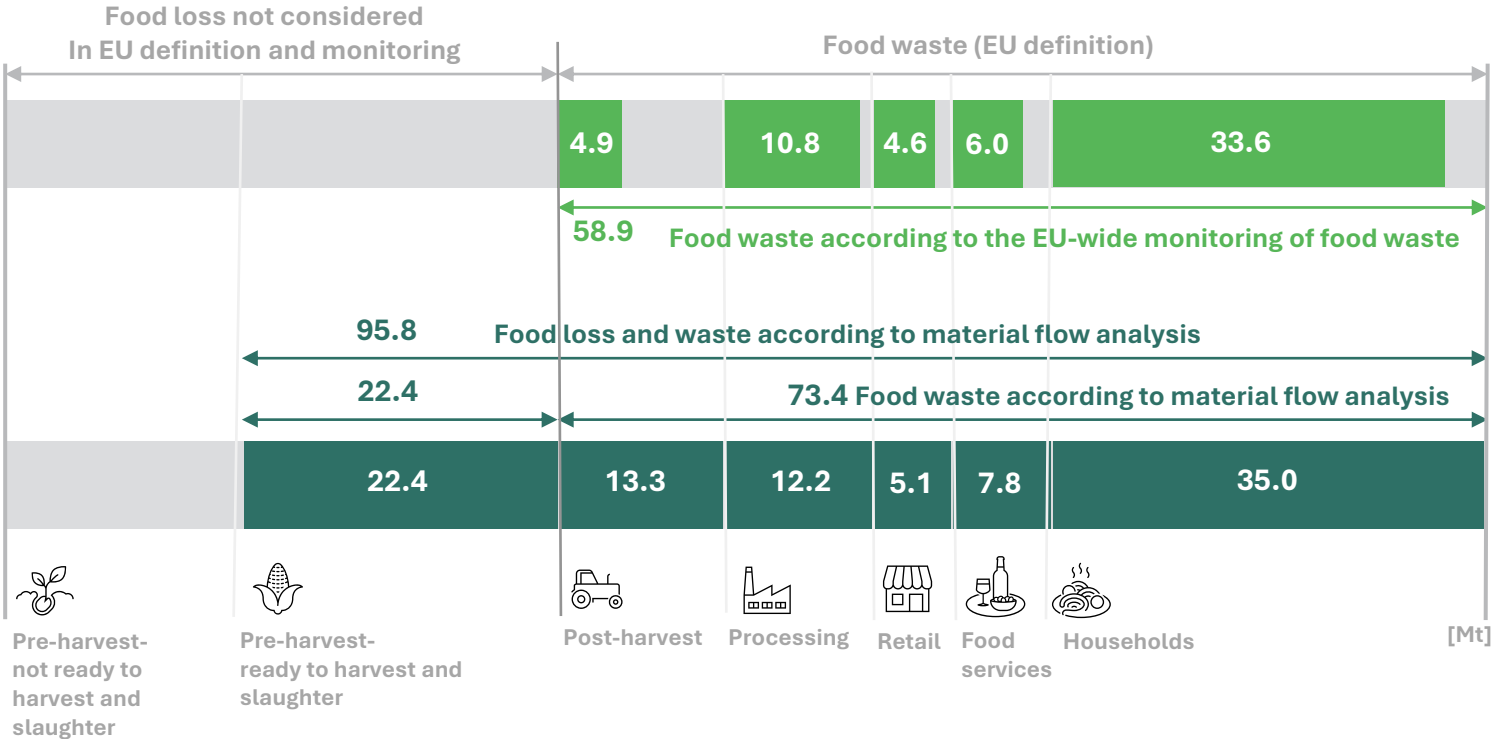 Food loss not considered
In EU definition and monitoring
Food waste (EU definition)
4.9
10.8
4.6
6.0
33.6
58.9
Food waste according to the EU-wide monitoring of food waste
95.8
Food loss and waste according to material flow analysis
22.4
73.4 Food waste according to material flow analysis
22.4
13.3
12.2
5.1
7.8
35.0
Pre-harvest-
not ready to
harvest and
slaughter
Pre-harvest-
ready to harvest and
slaughter
Post-harvest
Processing
Retail
Food
services
Households
[Mt]